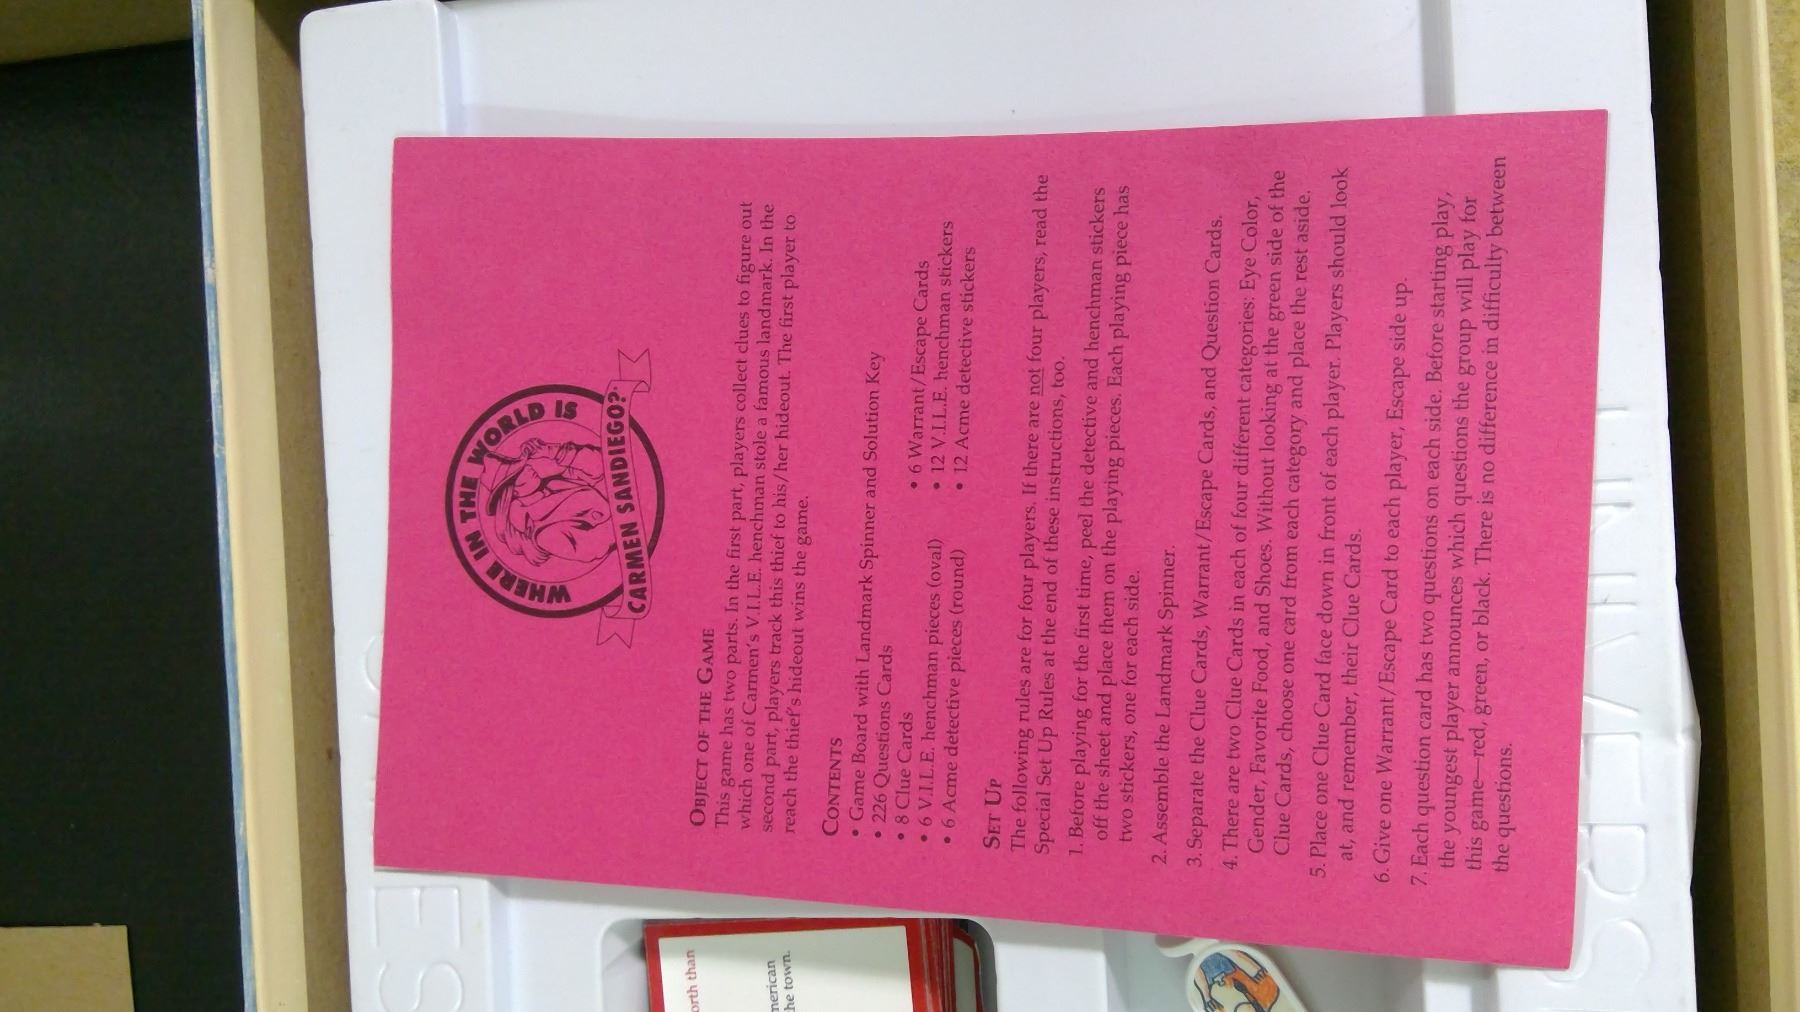 WHERE IN THE WORLD IS
CARMEN SANDIEGO?
OBJECT OF THE GAME
This game has two parts. In the first part, players collect clues to figure out
which one of Carmen's V.I.L.E. henchman stole a famous landmark. In the
second part, players track this thief to his/her hideout. The first player to
reach the thief's hideout wins the game.
CONTENTS
• Game Board with Landmark Spinner and Solution Key
• 226 Questions Cards
• 8 Clue Cards
• 6 V.I.L.E. henchman pieces (oval)
• 6 Acme detective pieces (round)
• 6 Warrant/Escape Cards
• 12 V.I.L.E. henchman stickers
• 12 Acme detective stickers
SET UP
The following rules are for four players. If there are not four players, read the
Special Set Up Rules at the end of these instructions, too.
1. Before playing for the first time, peel the detective and henchman stickers
off the sheet and place them on the playing pieces. Each playing piece has
two stickers, one for each side.
2. Assemble the Landmark Spinner.
3. Separate the Clue Cards, Warrant/Escape Cards, and Question Cards.
4. There are two Clue Cards in each of four different categories: Eye Color,
Gender, Favorite Food, and Shoes. Without looking at the green side of the
Clue Cards, choose one card from each category and place the rest aside.
5. Place one Clue Card face down in front of each player. Players should look
at, and remember, their Clue Cards.
6. Give one Warrant/Escape Card to each player, Escape side up.
7. Each question card has two questions on each side. Before starting play,
the youngest player announces which questions the group will play for
this game—red, green, or black. There is no difference in difficulty between
the questions.
orth than
merican
he town.